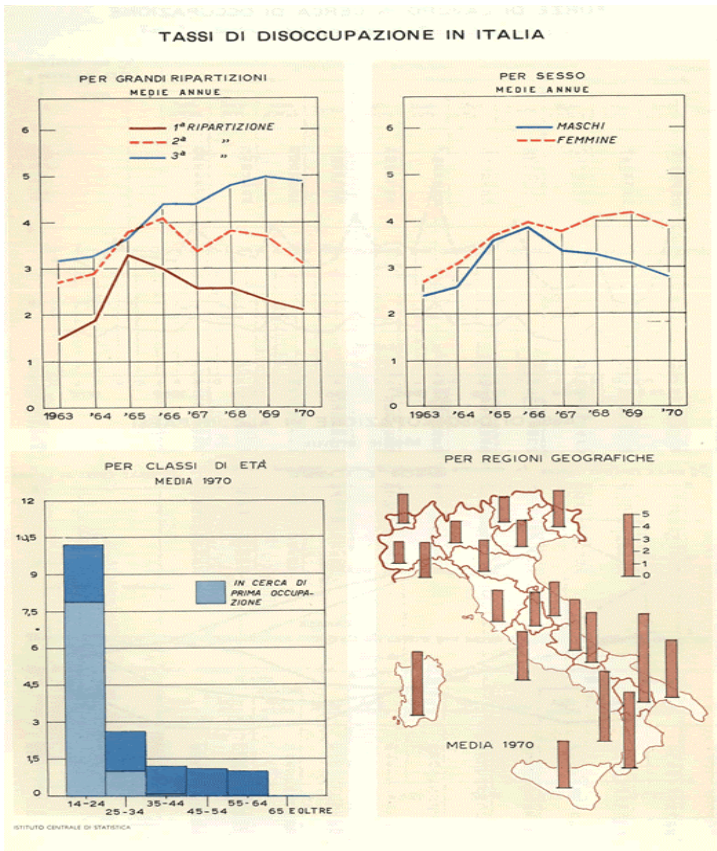 TASSI DI DISOCCUPAZIONE IN ITALIA
PER GRANDI RIPARTIZIONI
MEDIE ANNUE
6
5
4
3
2
1
0
1ª RIPARTIZIONE
2ª "
3ª "
1963 '64 '65 '66 '67 '68 '69 '70
PER SESSO
MEDIE ANNUE
6
5
4
3
2
1
0
MASCHI
FEMMINE
1963 '64 '65 '66 '67 '68 '69 '70
PER CLASSI DI ETÀ
MEDIA 1970
12
10,5
9
7,5
6
4,5
3
1,5
0
IN CERCA DI
PRIMA OCCUPA-
ZIONE
14-24 35-44 55-64
25-34 45-54 65 E OLTRE
PER REGIONI GEOGRAFICHE
5
4
3
2
1
0
MEDIA 1970
ISTITUTO CENTRALE DI STATISTICA